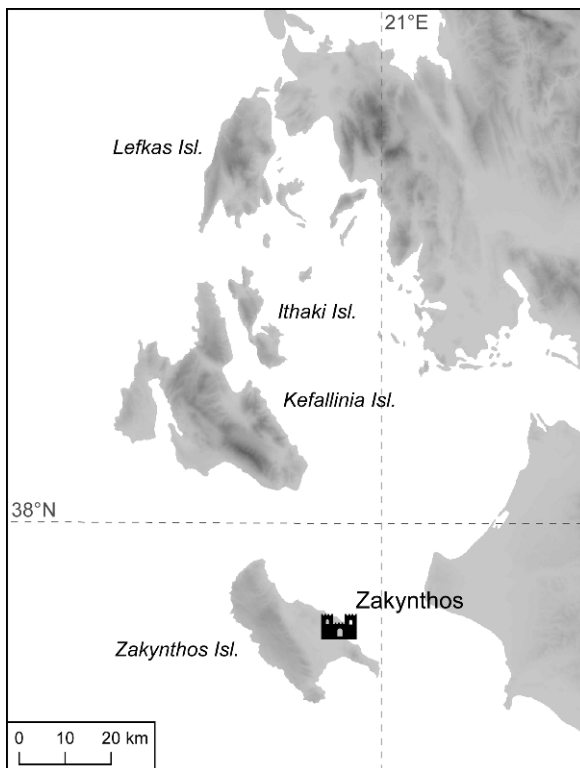 21°E
Lefkas Isl.
Ithaki Isl.
Kefallinia Isl.
38°N
Zakynthos
Zakynthos Isl.
0 10 20 km